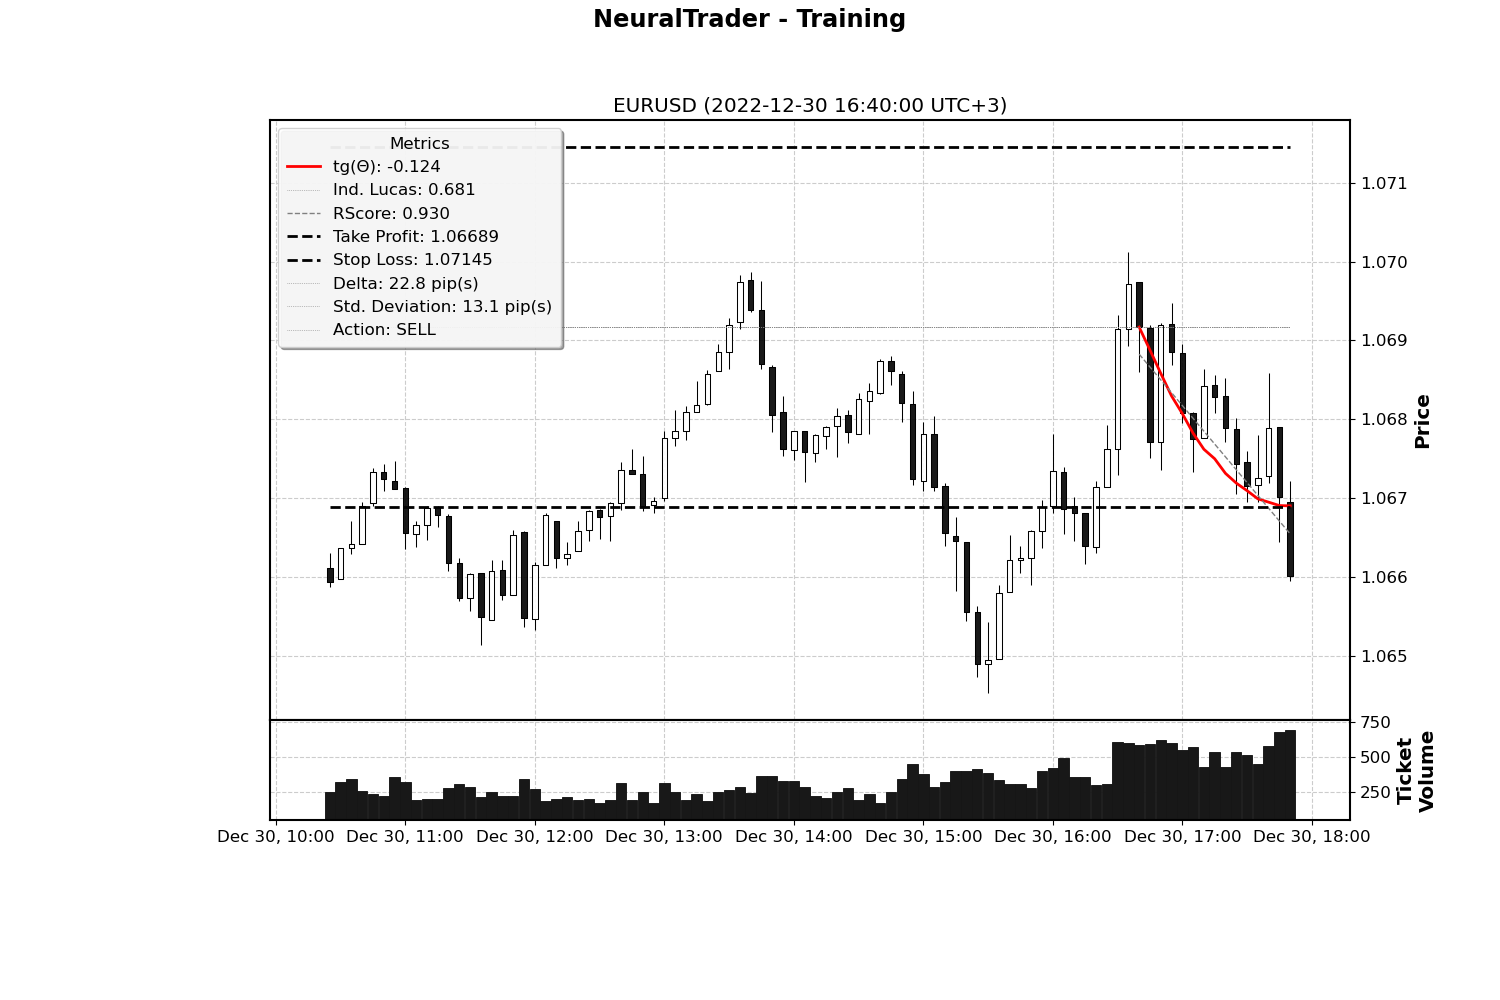 NeuralTrader - Training
EURUSD (2022-12-30 16:40:00 UTC+3)
Metrics
tg(Θ): -0.124
Ind. Lucas: 0.681
RScore: 0.930
Take Profit: 1.06689
Stop Loss: 1.07145
Delta: 22.8 pip(s)
Std. Deviation: 13.1 pip(s)
Action: SELL
1.071
1.070
1.069
1.068
1.067
1.066
1.065
Price
750
500
250
Ticket
Volume
Dec 30, 10:00
Dec 30, 11:00
Dec 30, 12:00
Dec 30, 13:00
Dec 30, 14:00
Dec 30, 15:00
Dec 30, 16:00
Dec 30, 17:00
Dec 30, 18:00